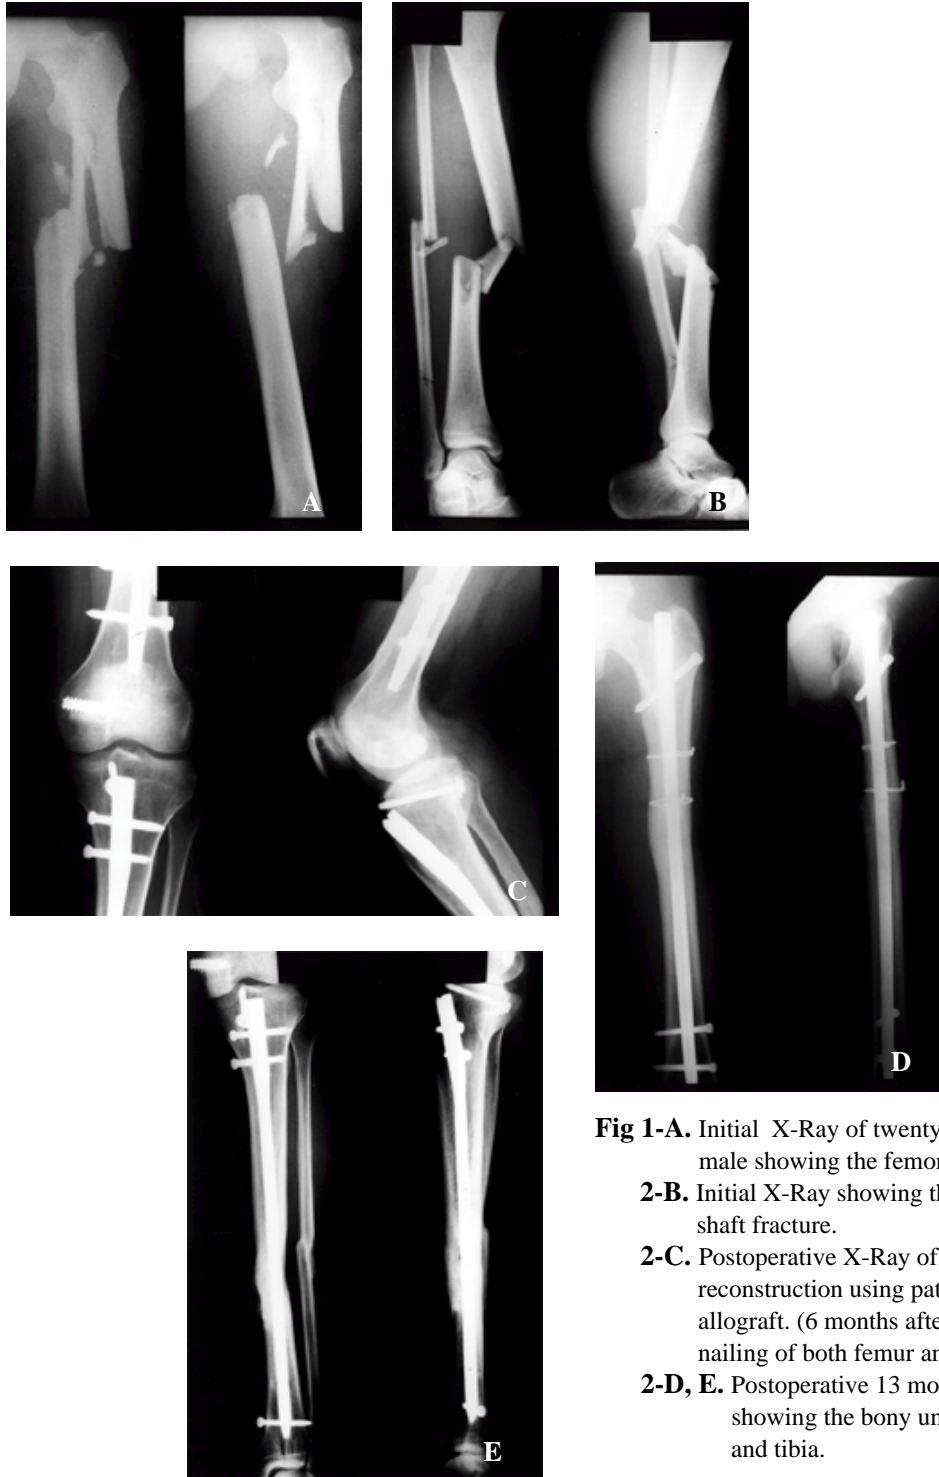 A
B
C
D
E
Fig 1-A. Initial X-Ray of twenty
male showing the femor
2-B. Initial X-Ray showing th
shaft fracture.
2-C. Postoperative X-Ray of
reconstruction using pat
allograft. (6 months afte
nailing of both femur an
2-D, E. Postoperative 13 mo
showing the bony un
and tibia.